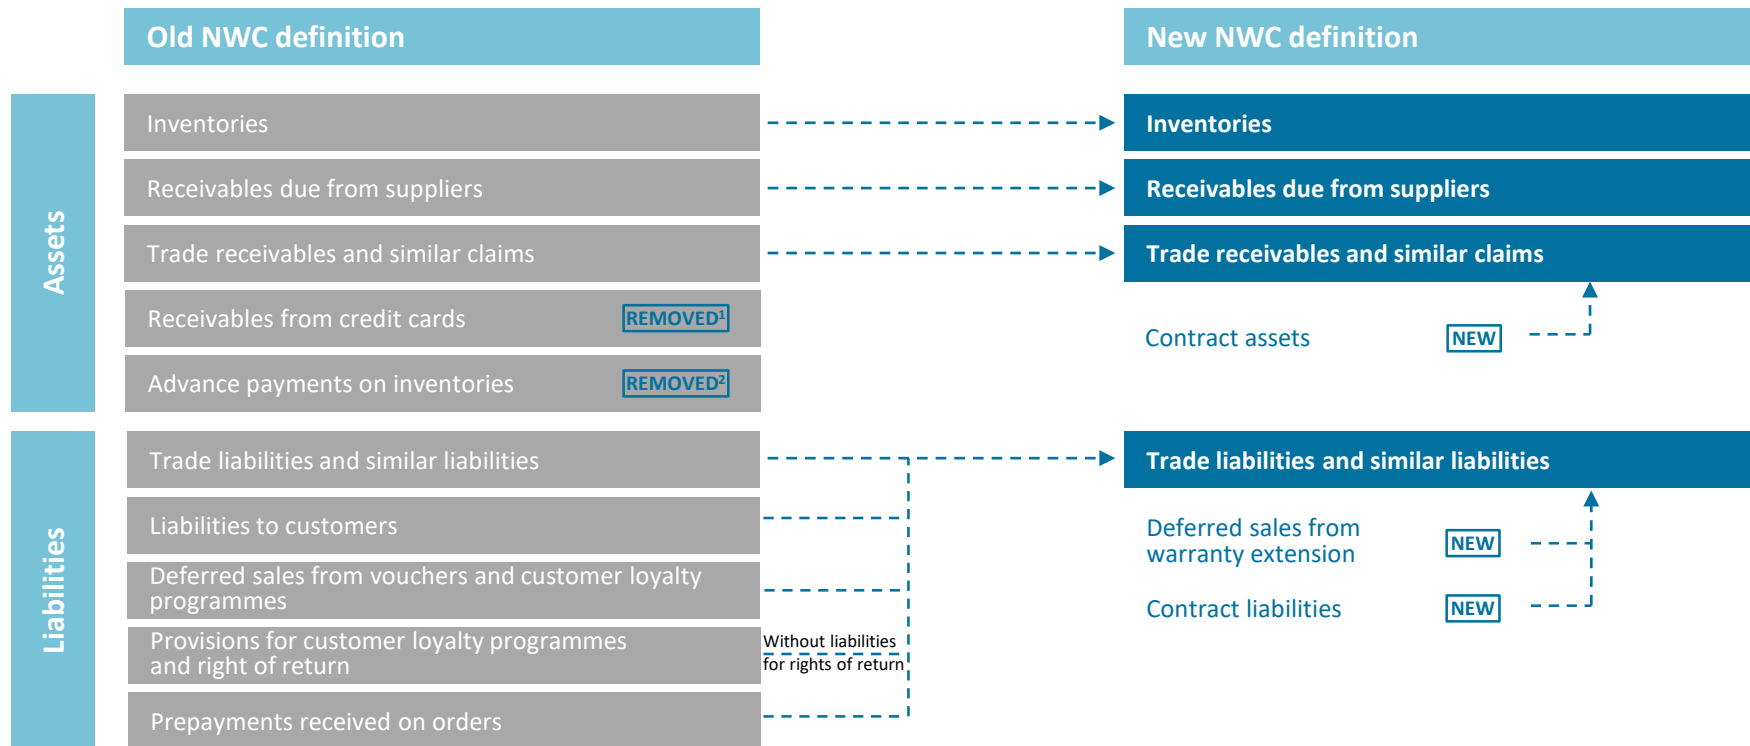 Old NWC definition
New NWC definition
Assets
Inventories
Inventories
Receivables due from suppliers
Receivables due from suppliers
Trade receivables and similar claims
Trade receivables and similar claims
Receivables from credit cards
REMOVED¹
Contract assets
NEW
Advance payments on inventories
REMOVED²
Liabilities
Trade liabilities and similar liabilities
Trade liabilities and similar liabilities
Liabilities to customers
Deferred sales from
warranty extension
NEW
Deferred sales from vouchers and customer loyalty
programmes
Contract liabilities
NEW
Provisions for customer loyalty programmes
and right of return
Without liabilities
for rights of return
Prepayments received on orders